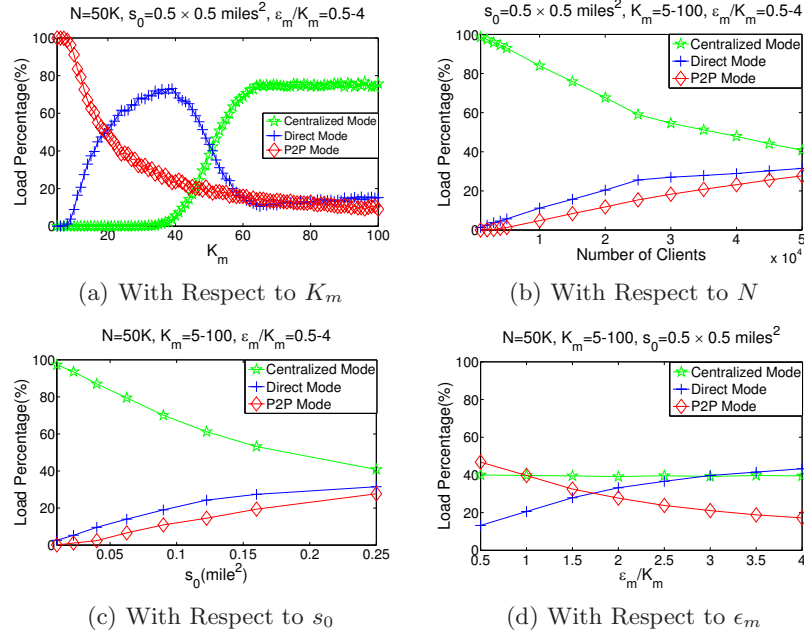 N=50K, s₀=0.5 × 0.5 miles², εₘ/Kₘ=0.5-4
Load Percentage(%)
100
80
60
40
20
0
Centralized Mode
Direct Mode
P2P Mode
20 40 60 80 100
Kₘ
(a) With Respect to Kₘ
s₀=0.5 × 0.5 miles², Kₘ=5-100, εₘ/Kₘ=0.5-4
Load Percentage(%)
100
80
60
40
20
0
Centralized Mode
Direct Mode
P2P Mode
1 2 3 4 5
Number of Clients
x 10⁴
(b) With Respect to N
N=50K, Kₘ=5-100, εₘ/Kₘ=0.5-4
Load Percentage(%)
100
80
60
40
20
0
Centralized Mode
Direct Mode
P2P Mode
0.05 0.1 0.15 0.2 0.25
s₀(mile²)
(c) With Respect to s₀
N=50K, Kₘ=5-100, s₀=0.5 × 0.5 miles²
Load Percentage(%)
100
80
60
40
20
0
Centralized Mode
Direct Mode
P2P Mode
0.5 1 1.5 2 2.5 3 3.5 4
εₘ/Kₘ
(d) With Respect to ϵₘ